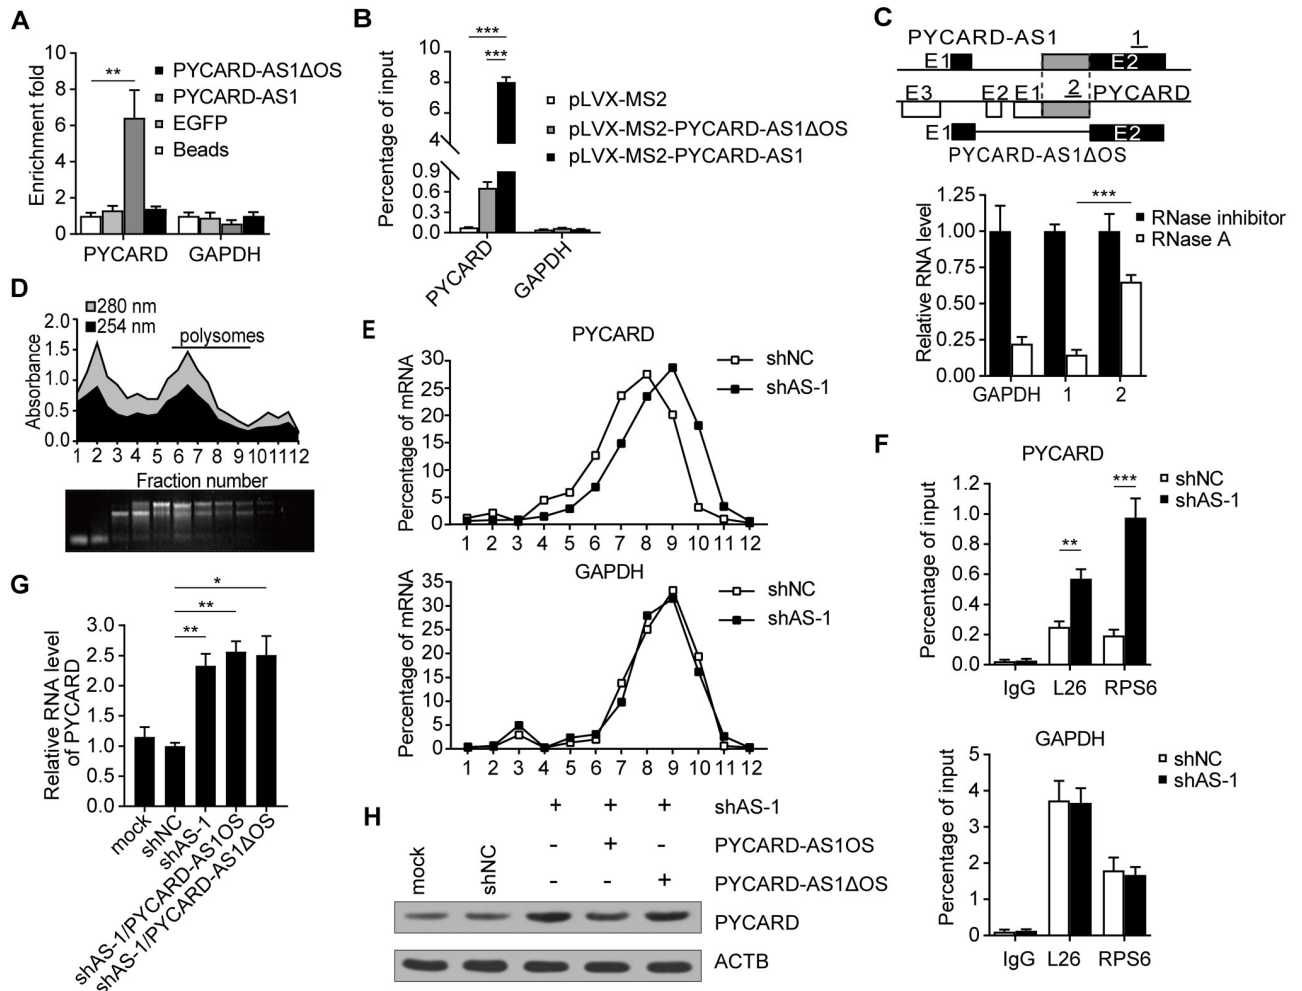 A
Enrichment fold
10
8
6
4
2
0
**
PYCARD-AS1ΔOS
PYCARD-AS1
EGFP
Beads
PYCARD GAPDH
B
Percentage of input
10
8
6
4
0.9
0.6
0.3
0.0
***
***
pLVX-MS2
pLVX-MS2-PYCARD-AS1ΔOS
pLVX-MS2-PYCARD-AS1
PYCARD
GAPDH
C
PYCARD-AS1 1
E1 E2
E3 E2 E1 2 PYCARD
E1 E2
PYCARD-AS1ΔOS
Relative RNA level
1.25
1.00
0.75
0.50
0.25
0.00
***
RNase inhibitor
RNase A
GAPDH 1 2
D
280 nm
254 nm
polysomes
Absorbance
2.0
1.5
1.0
0.5
0.0
1 2 3 4 5 6 7 8 9 10 11 12
Fraction number
E
PYCARD
Percentage of mRNA
30
25
20
15
10
5
0
shNC
shAS-1
1 2 3 4 5 6 7 8 9 10 11 12
GAPDH
Percentage of mRNA
35
30
25
20
15
10
5
0
shNC
shAS-1
1 2 3 4 5 6 7 8 9 10 11 12
F
PYCARD
Percentage of input
1.2
1.0
0.8
0.6
0.4
0.2
0.0
**
***
shNC
shAS-1
IgG L26 RPS6
GAPDH
Percentage of input
5
4
3
2
1
0
shNC
shAS-1
IgG L26 RPS6
G
Relative RNA level
of PYCARD
3.0
2.5
2.0
1.5
1.0
0.5
0.0
*
**
**
mock
shNC
shAS-1
shAS-1/PYCARD-AS1OS
shAS-1/PYCARD-AS1ΔOS
H
mock
shNC
+ + + shAS-1
- + - PYCARD-AS1OS
- - + PYCARD-AS1ΔOS
PYCARD
ACTB